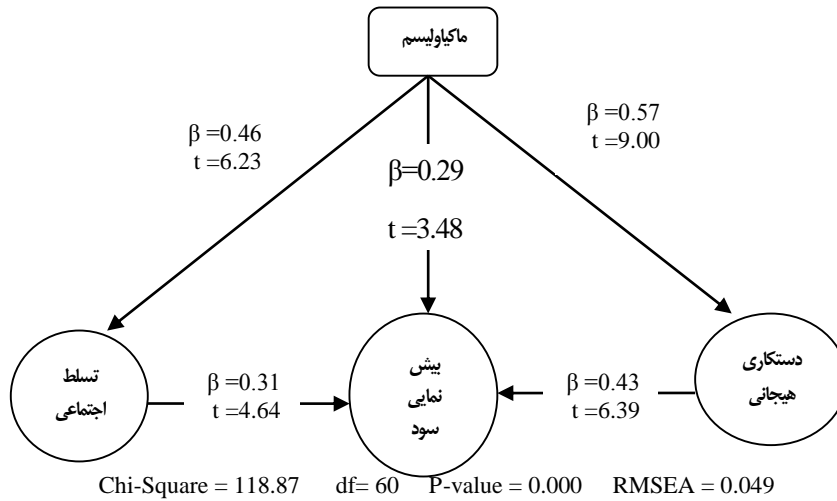 ماکیاولیسم
β =0.46
t =6.23
β=0.29
t =3.48
β =0.57
t =9.00
تسلط
اجتماعی
β =0.31
t =4.64
بیش
نمایی
سود
β =0.43
t =6.39
دستکاری
هیجانی
Chi-Square = 118.87 df= 60 P-value = 0.000 RMSEA = 0.049